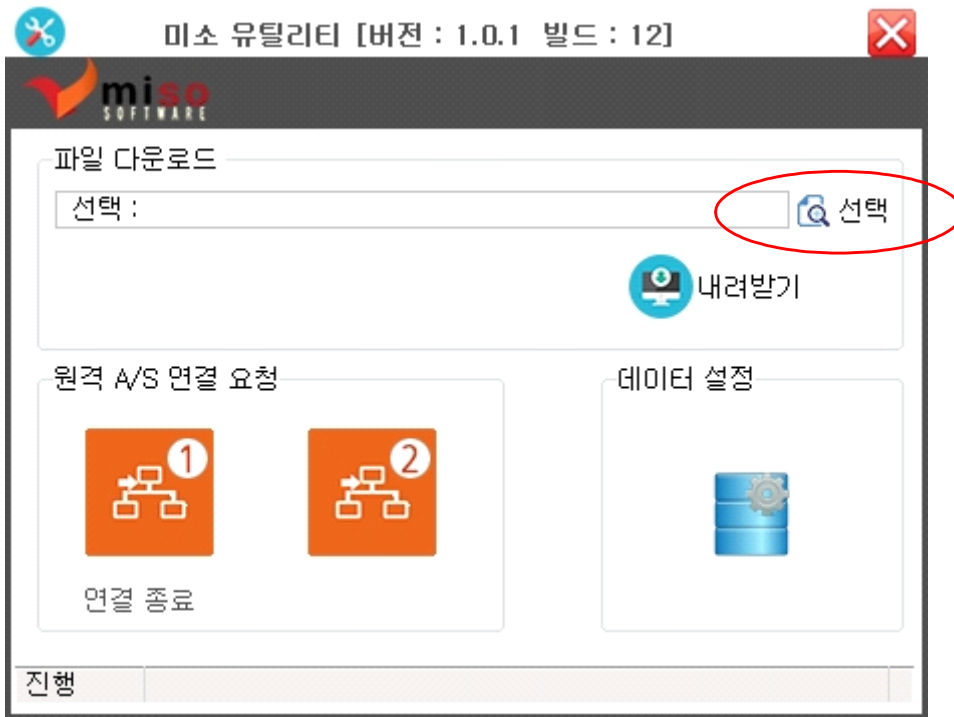 미소 유틸리티 [버전 : 1.0.1 빌드 : 12]
miso
SOFTWARE
파일 다운로드
선택 :
선택
내려받기
원격 A/S 연결 요청
데이터 설정
1
2
연결 종료
진행